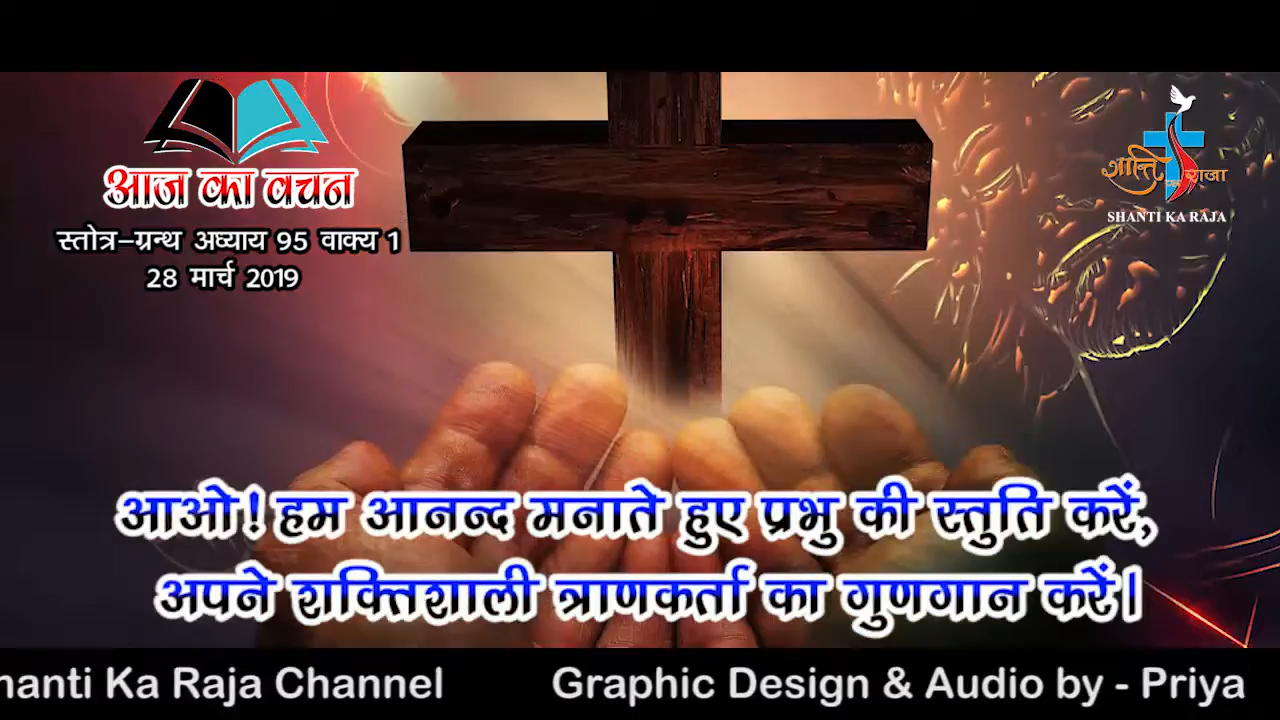 आज का वचन
स्तोत्र-ग्रन्थ अध्याय 95 वाक्य 1
28 मार्च 2019
शान्ति का राजा
SHANTI KA RAJA
आओ! हम आनन्द मनाते हुए प्रभु की स्तुति करें,
अपने शक्तिशाली त्राणकर्ता का गुणगान करें।
hanti Ka Raja Channel Graphic Design & Audio by - Priya